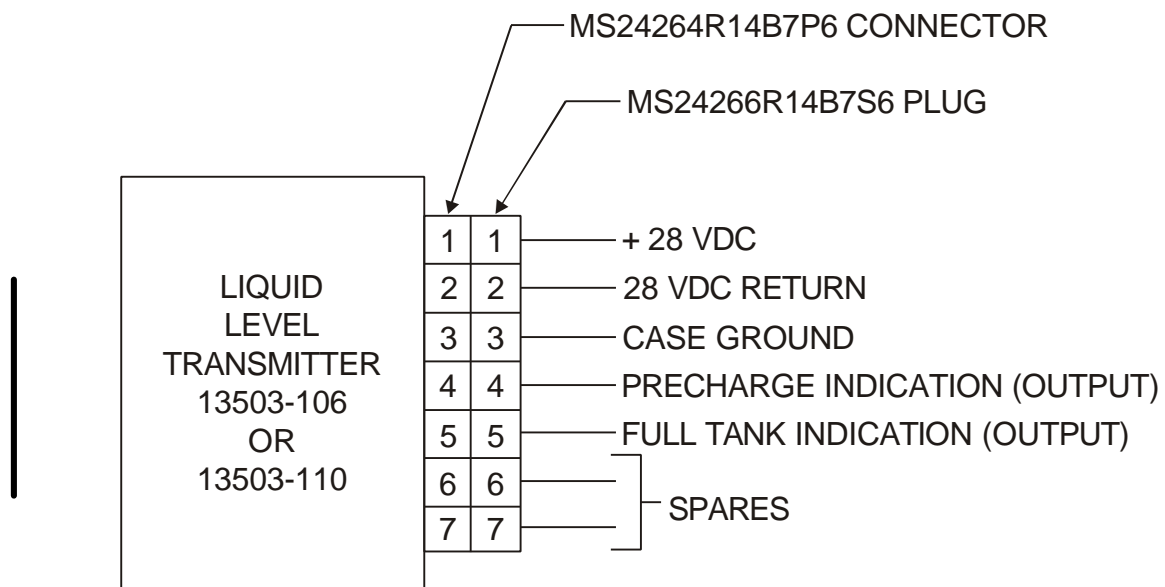 MS24264R14B7P6 CONNECTOR
MS24266R14B7S6 PLUG
LIQUID
LEVEL
TRANSMITTER
13503-106
OR
13503-110
1 1 + 28 VDC
2 2 28 VDC RETURN
3 3 CASE GROUND
4 4 PRECHARGE INDICATION (OUTPUT)
5 5 FULL TANK INDICATION (OUTPUT)
6 6
SPARES
7 7